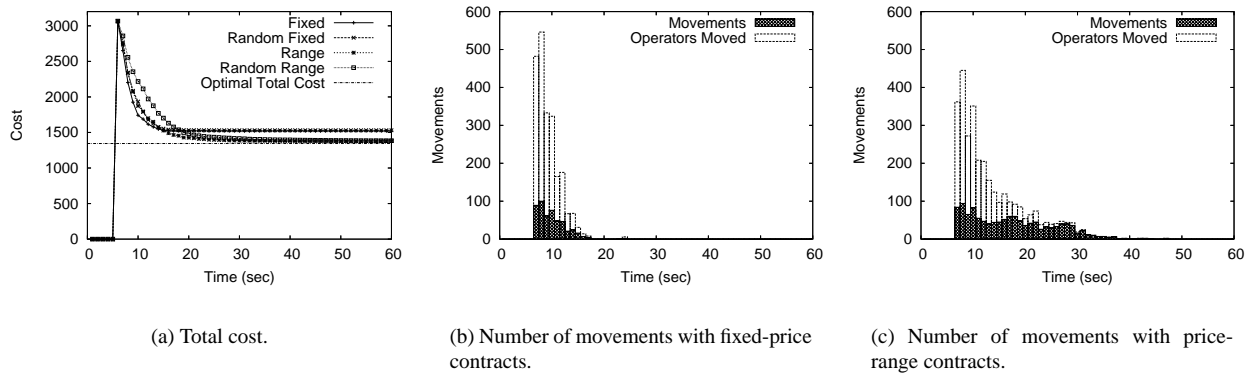 Cost
3500
3000
2500
2000
1500
1000
500
0
0 10 20 30 40 50 60
Time (sec)
Fixed
Random Fixed
Range
Random Range
Optimal Total Cost
(a) Total cost.
Movements
600
500
400
300
200
100
0
0 10 20 30 40 50 60
Time (sec)
Movements
Operators Moved
(b) Number of movements with fixed-price
contracts.
Movements
600
500
400
300
200
100
0
0 10 20 30 40 50 60
Time (sec)
Movements
Operators Moved
(c) Number of movements with price-
range contracts.